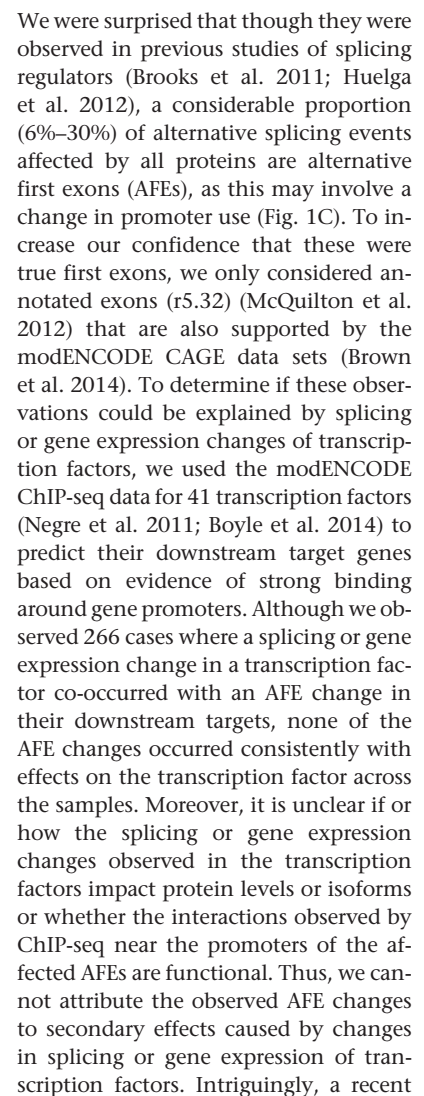 We were surprised that though they were
observed in previous studies of splicing
regulators (Brooks et al. 2011; Huelga
et al. 2012), a considerable proportion
(6%–30%) of alternative splicing events
affected by all proteins are alternative
first exons (AFEs), as this may involve a
change in promoter use (Fig. 1C). To in-
crease our confidence that these were
true first exons, we only considered an-
notated exons (r5.32) (McQuilton et al.
2012) that are also supported by the
modENCODE CAGE data sets (Brown
et al. 2014). To determine if these obser-
vations could be explained by splicing
or gene expression changes of transcrip-
tion factors, we used the modENCODE
ChIP-seq data for 41 transcription factors
(Negre et al. 2011; Boyle et al. 2014) to
predict their downstream target genes
based on evidence of strong binding
around gene promoters. Although we ob-
served 266 cases where a splicing or gene
expression change in a transcription fac-
tor co-occurred with an AFE change in
their downstream targets, none of the
AFE changes occurred consistently with
effects on the transcription factor across
the samples. Moreover, it is unclear if or
how the splicing or gene expression
changes observed in the transcription
factors impact protein levels or isoforms
or whether the interactions observed by
ChIP-seq near the promoters of the af-
fected AFEs are functional. Thus, we can-
not attribute the observed AFE changes
to secondary effects caused by changes
in splicing or gene expression of tran-
scription factors. Intriguingly, a recent